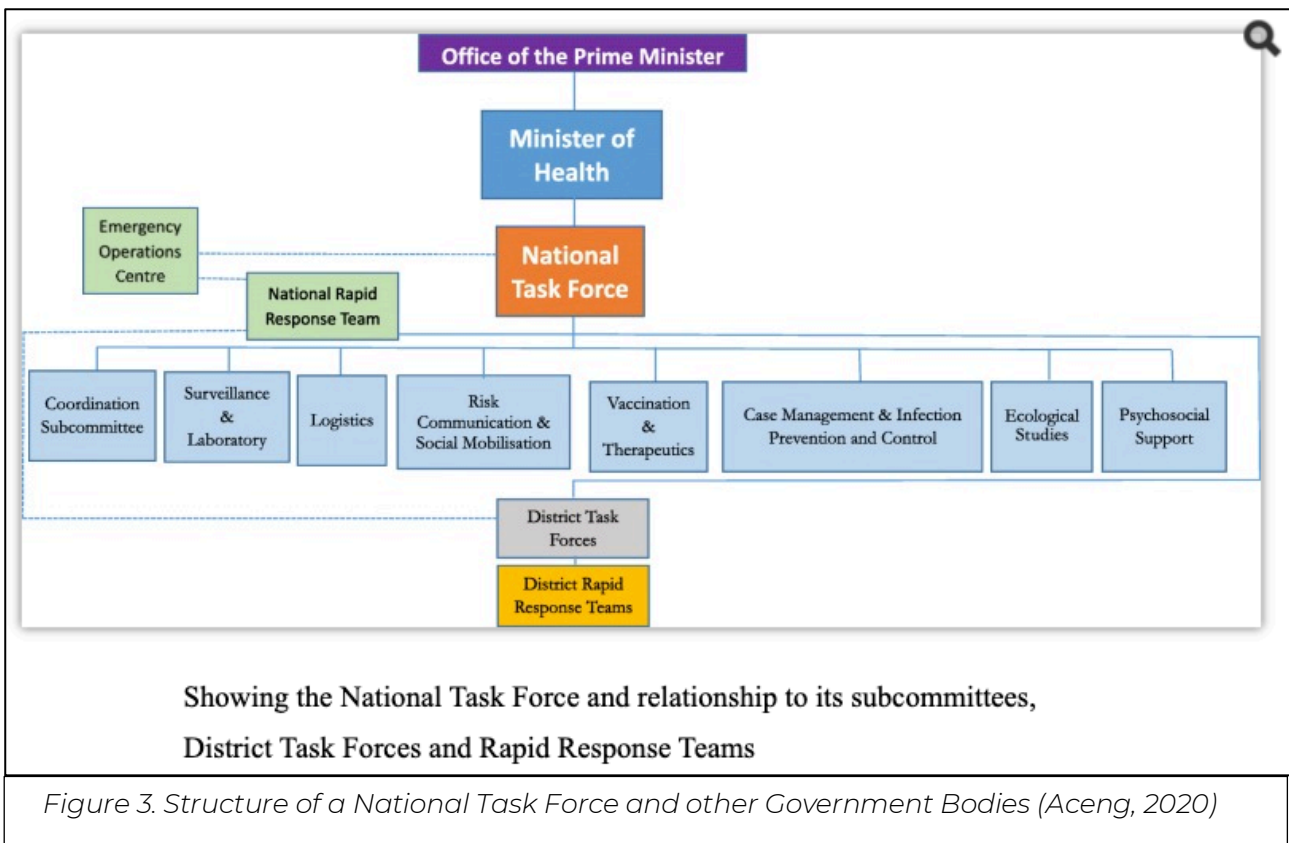 Office of the Prime Minister
Minister of
Health
Emergency
Operations
Centre
National
Task Force
National Rapid
Response Team
Coordination
Subcommittee
Surveillance
&
Laboratory
Logistics
Risk
Communication &
Social Mobilisation
Vaccination
&
Therapeutics
Case Management & Infection
Prevention and Control
Ecological
Studies
Psychosocial
Support
District Task
Forces
District Rapid
Response Teams
Showing the National Task Force and relationship to its subcommittees,
District Task Forces and Rapid Response Teams
Figure 3. Structure of a National Task Force and other Government Bodies (Aceng, 2020)